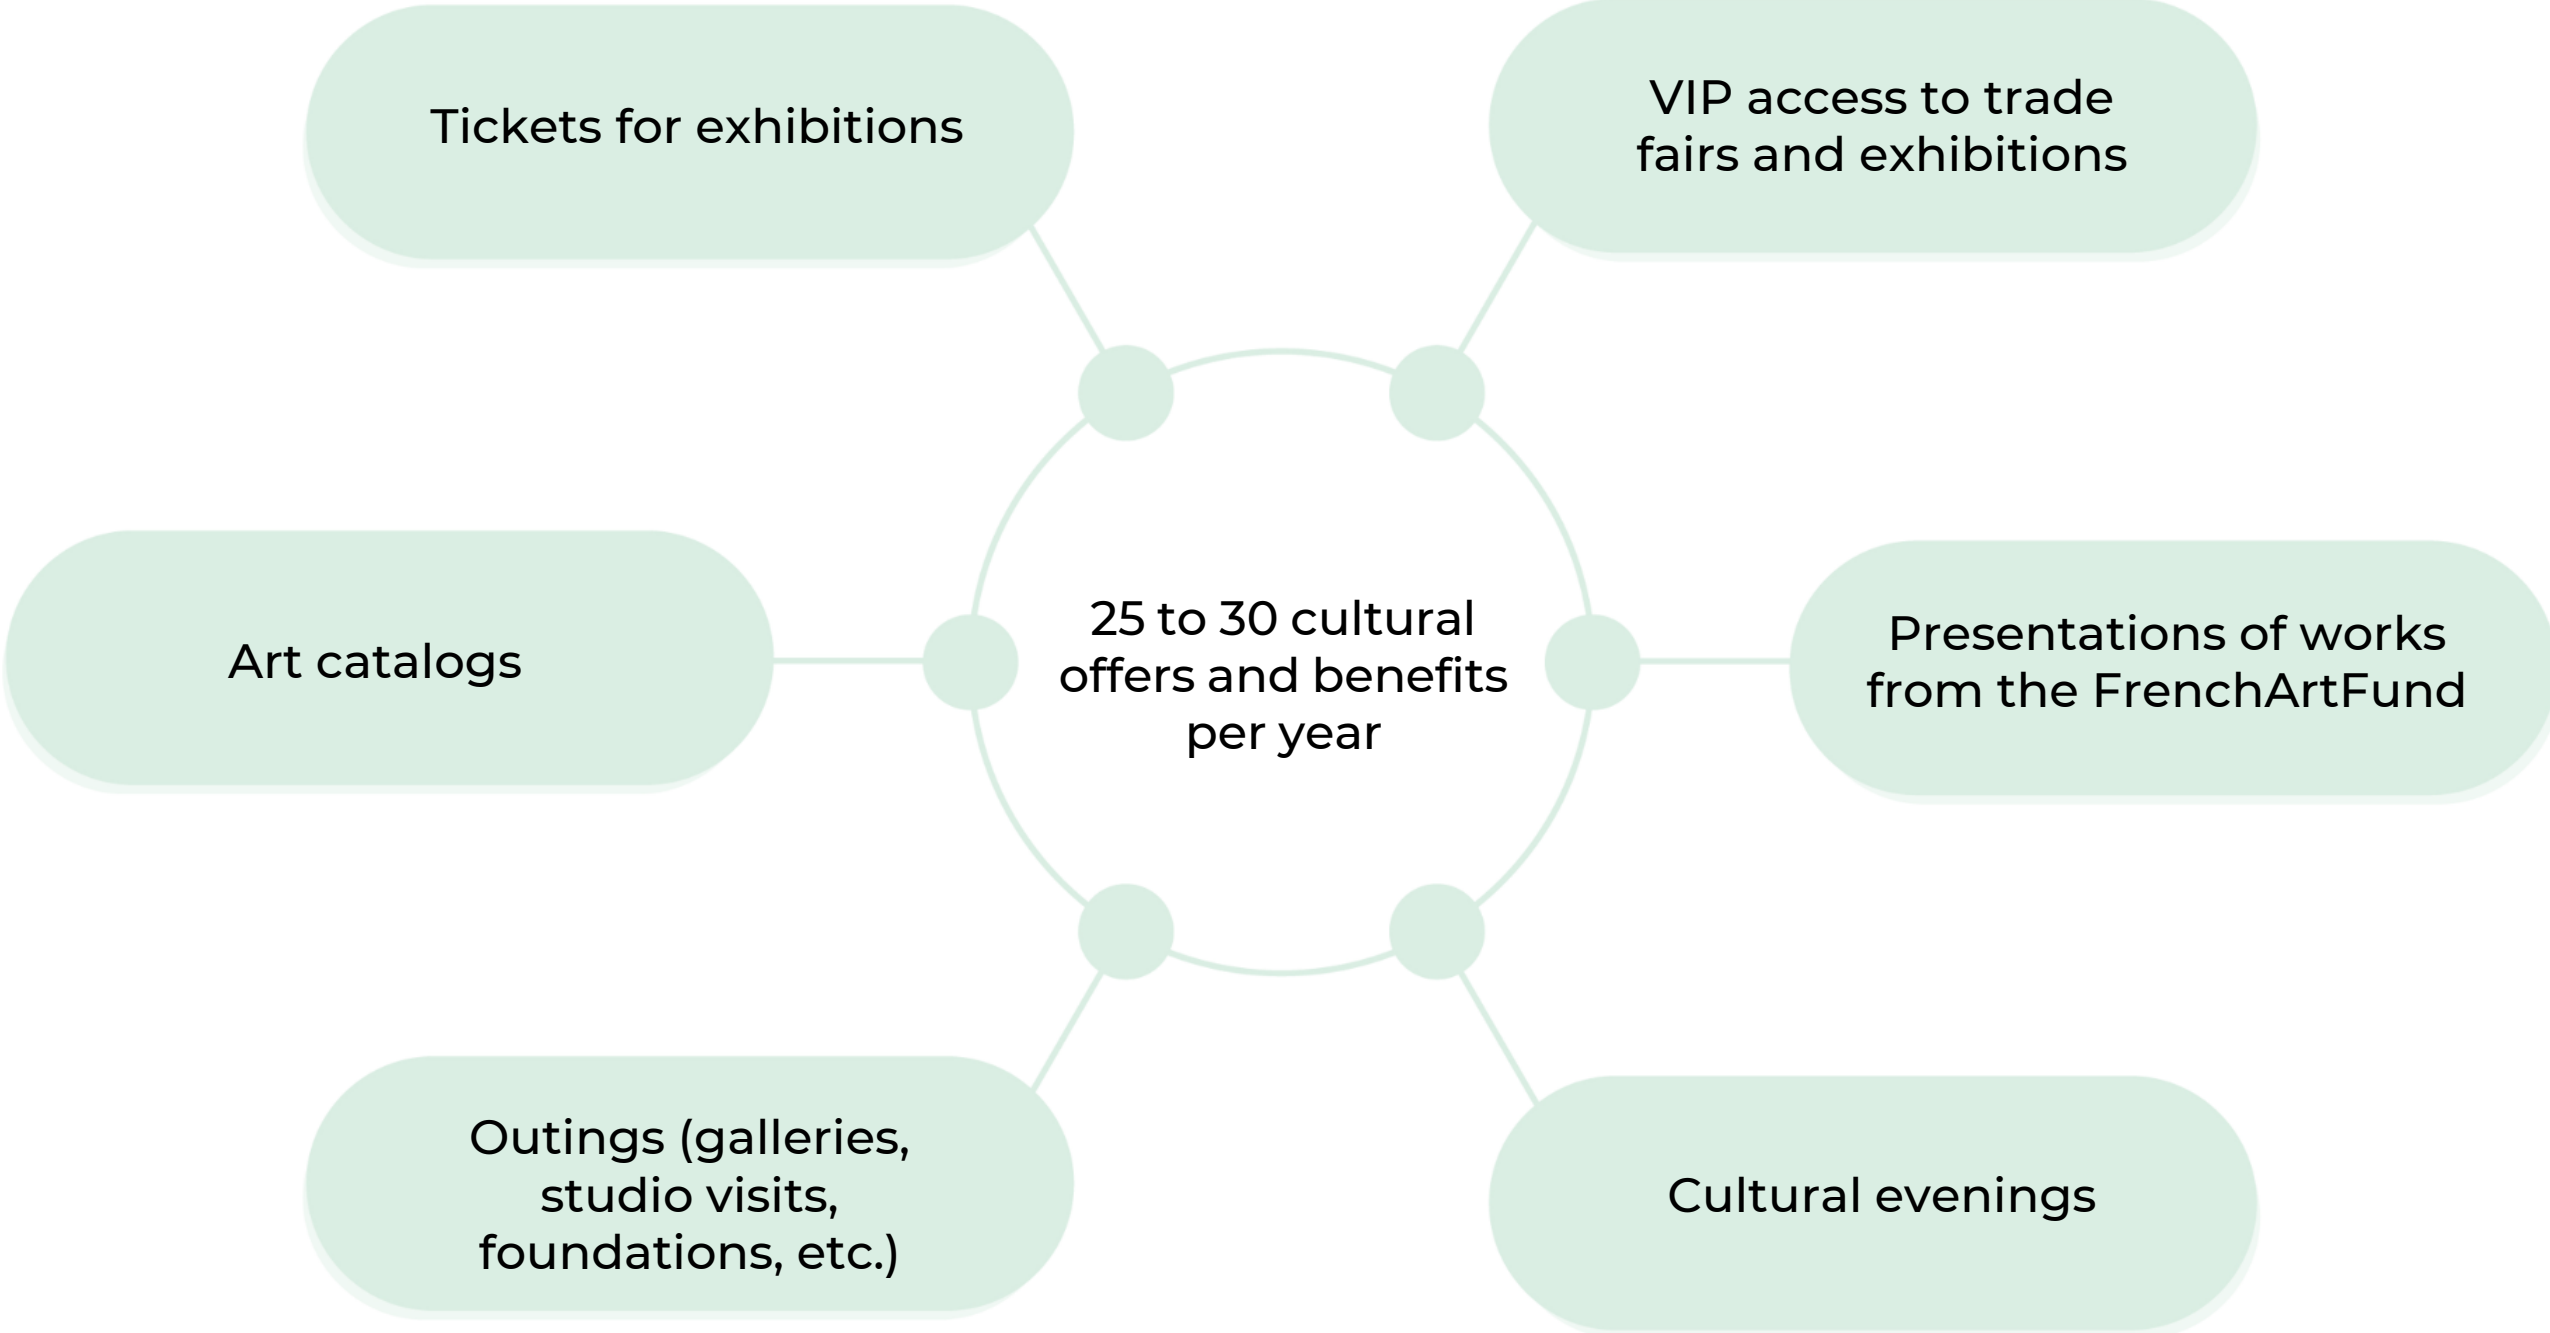 Tickets for exhibitions
VIP access to trade
fairs and exhibitions
Art catalogs
25 to 30 cultural
offers and benefits
per year
Presentations of works
from the FrenchArtFund
Outings (galleries,
studio visits,
foundations, etc.)
Cultural evenings